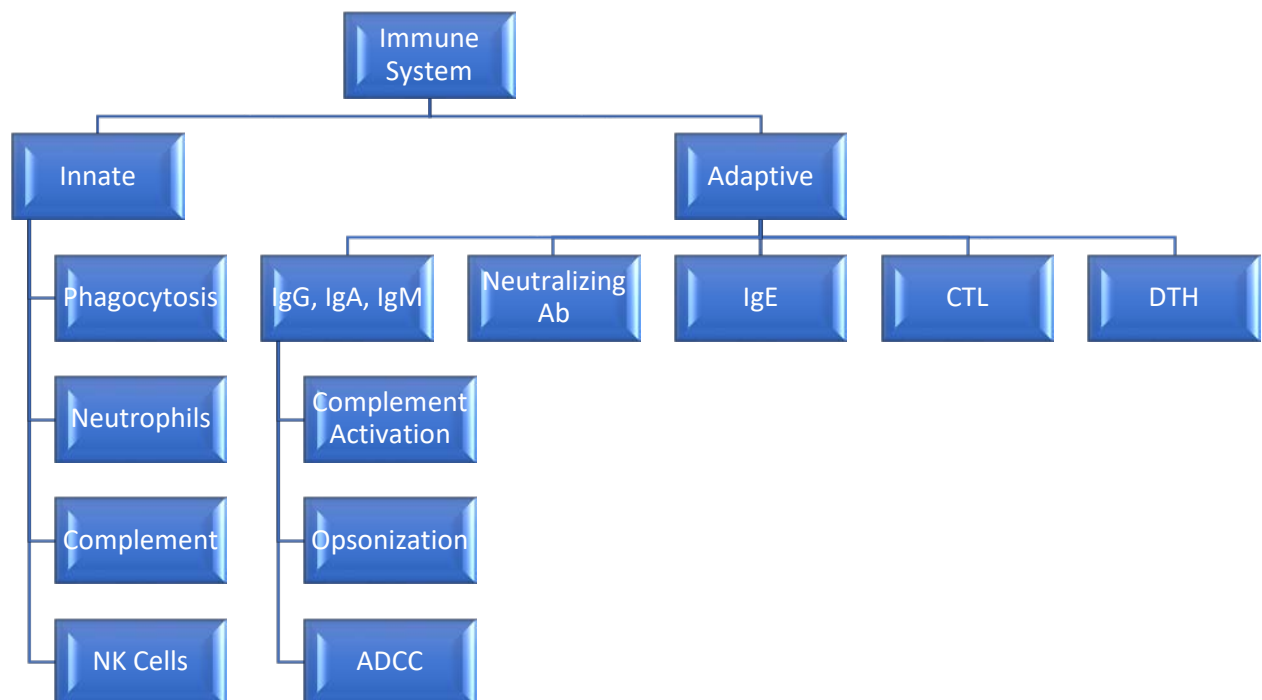 Immune
System
Innate
Adaptive
Phagocytosis
IgG, IgA, IgM
Neutralizing
Ab
IgE
CTL
DTH
Neutrophils
Complement
Activation
Complement
Opsonization
NK Cells
ADCC